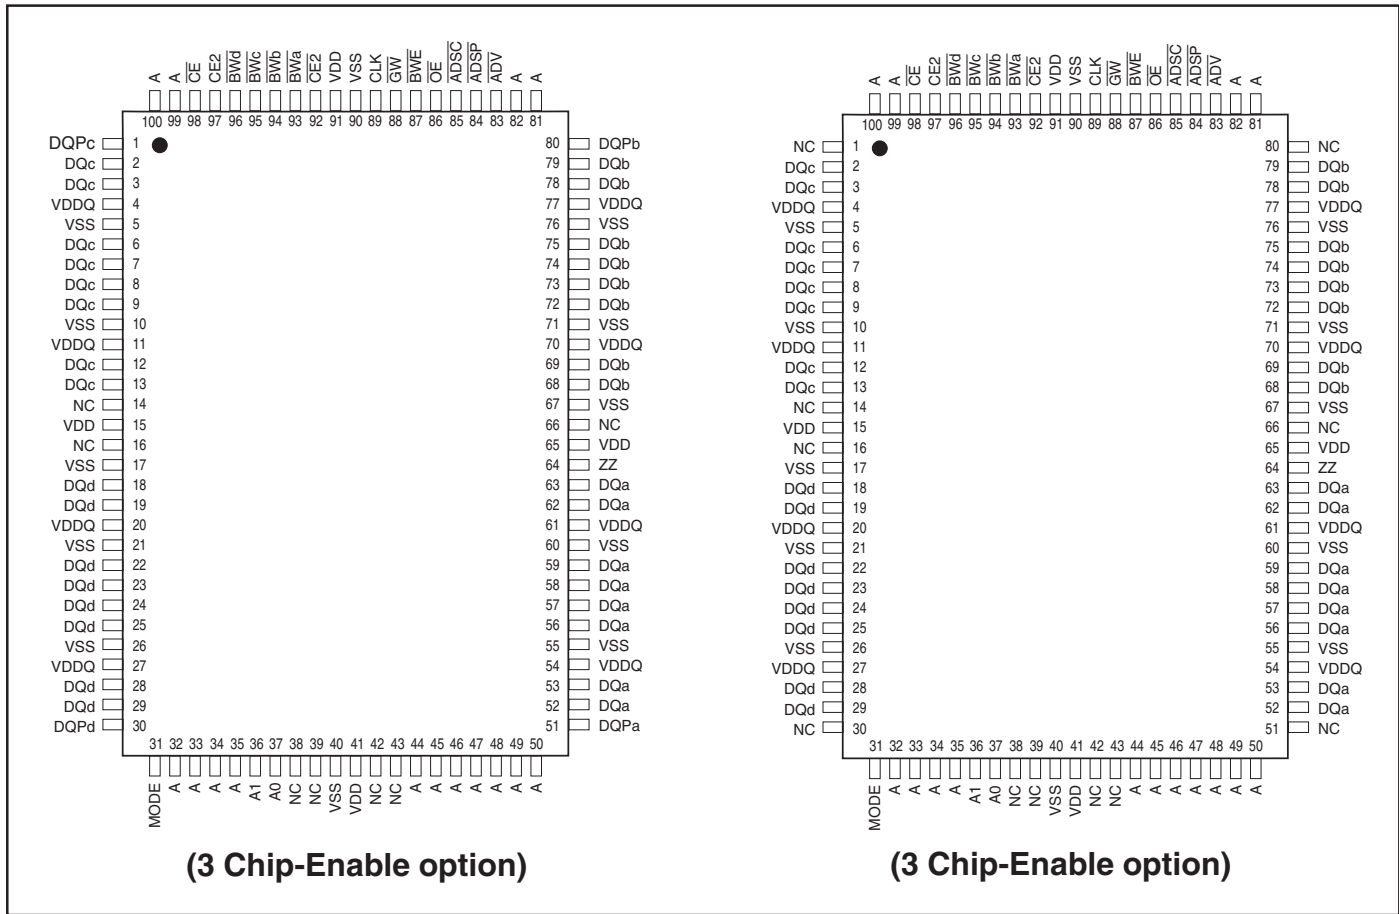 A A CE CE2 BWd BWc BWb BWa CE2 VDD VSS CLK GW BWE OE ADSC ADSP ADV A A
100 99 98 97 96 95 94 93 92 91 90 89 88 87 86 85 84 83 82 81
DQPc 1 80 DQPb
DQc 2 79 DQb
DQc 3 78 DQb
VDDQ 4 77 VDDQ
VSS 5 76 VSS
DQc 6 75 DQb
DQc 7 74 DQb
DQc 8 73 DQb
DQc 9 72 DQb
VSS 10 71 VSS
VDDQ 11 70 VDDQ
DQc 12 69 DQb
DQc 13 68 DQb
NC 14 67 VSS
VDD 15 66 NC
NC 16 65 VDD
VSS 17 64 ZZ
DQd 18 63 DQa
DQd 19 62 DQa
VDDQ 20 61 VDDQ
VSS 21 60 VSS
DQd 22 59 DQa
DQd 23 58 DQa
DQd 24 57 DQa
DQd 25 56 DQa
VSS 26 55 VSS
VDDQ 27 54 VDDQ
DQd 28 53 DQa
DQd 29 52 DQa
DQPd 30 51 DQPa
31 32 33 34 35 36 37 38 39 40 41 42 43 44 45 46 47 48 49 50
MODE A A A A A1 A0 NC NC VSS VDD NC NC A A A A A A A
(3 Chip-Enable option)
A A CE CE2 BWd BWc BWb BWa CE2 VDD VSS CLK GW BWE OE ADSC ADSP ADV A A
100 99 98 97 96 95 94 93 92 91 90 89 88 87 86 85 84 83 82 81
NC 1 80 NC
DQc 2 79 DQb
DQc 3 78 DQb
VDDQ 4 77 VDDQ
VSS 5 76 VSS
DQc 6 75 DQb
DQc 7 74 DQb
DQc 8 73 DQb
DQc 9 72 DQb
VSS 10 71 VSS
VDDQ 11 70 VDDQ
DQc 12 69 DQb
DQc 13 68 DQb
NC 14 67 VSS
VDD 15 66 NC
NC 16 65 VDD
VSS 17 64 ZZ
DQd 18 63 DQa
DQd 19 62 DQa
VDDQ 20 61 VDDQ
VSS 21 60 VSS
DQd 22 59 DQa
DQd 23 58 DQa
DQd 24 57 DQa
DQd 25 56 DQa
VSS 26 55 VSS
VDDQ 27 54 VDDQ
DQd 28 53 DQa
DQd 29 52 DQa
NC 30 51 NC
31 32 33 34 35 36 37 38 39 40 41 42 43 44 45 46 47 48 49 50
MODE A A A A A1 A0 NC NC VSS VDD NC NC A A A A A A A
(3 Chip-Enable option)